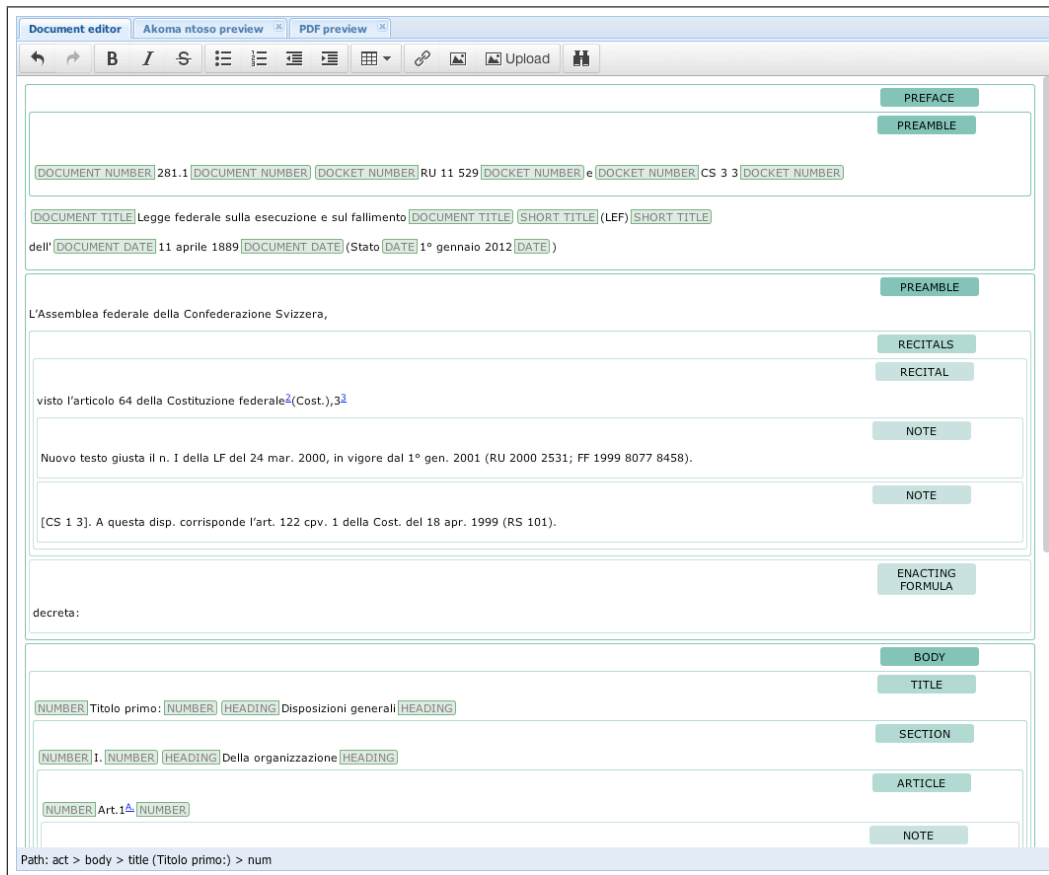 Document editor Akoma ntoso preview PDF preview
B I S Upload
PREFACE
PREAMBLE
DOCUMENT NUMBER 281.1 DOCUMENT NUMBER DOCKET NUMBER RU 11 529 DOCKET NUMBER e DOCKET NUMBER CS 3 3 DOCKET NUMBER
DOCUMENT TITLE Legge federale sulla esecuzione e sul fallimento DOCUMENT TITLE SHORT TITLE (LEF) SHORT TITLE
dell' DOCUMENT DATE 11 aprile 1889 DOCUMENT DATE (Stato DATE 1° gennaio 2012 DATE )
PREAMBLE
L'Assemblea federale della Confederazione Svizzera,
RECITALS
RECITAL
visto l'articolo 64 della Costituzione federale2(Cost.),33
NOTE
Nuovo testo giusta il n. I della LF del 24 mar. 2000, in vigore dal 1° gen. 2001 (RU 2000 2531; FF 1999 8077 8458).
NOTE
[CS 1 3]. A questa disp. corrisponde l'art. 122 cpv. 1 della Cost. del 18 apr. 1999 (RS 101).
ENACTING
FORMULA
decreta:
BODY
TITLE
NUMBER Titolo primo: NUMBER HEADING Disposizioni generali HEADING
SECTION
NUMBER I. NUMBER HEADING Della organizzazione HEADING
ARTICLE
NUMBER Art.1A. NUMBER
NOTE
Path: act > body > title (Titolo primo:) > num